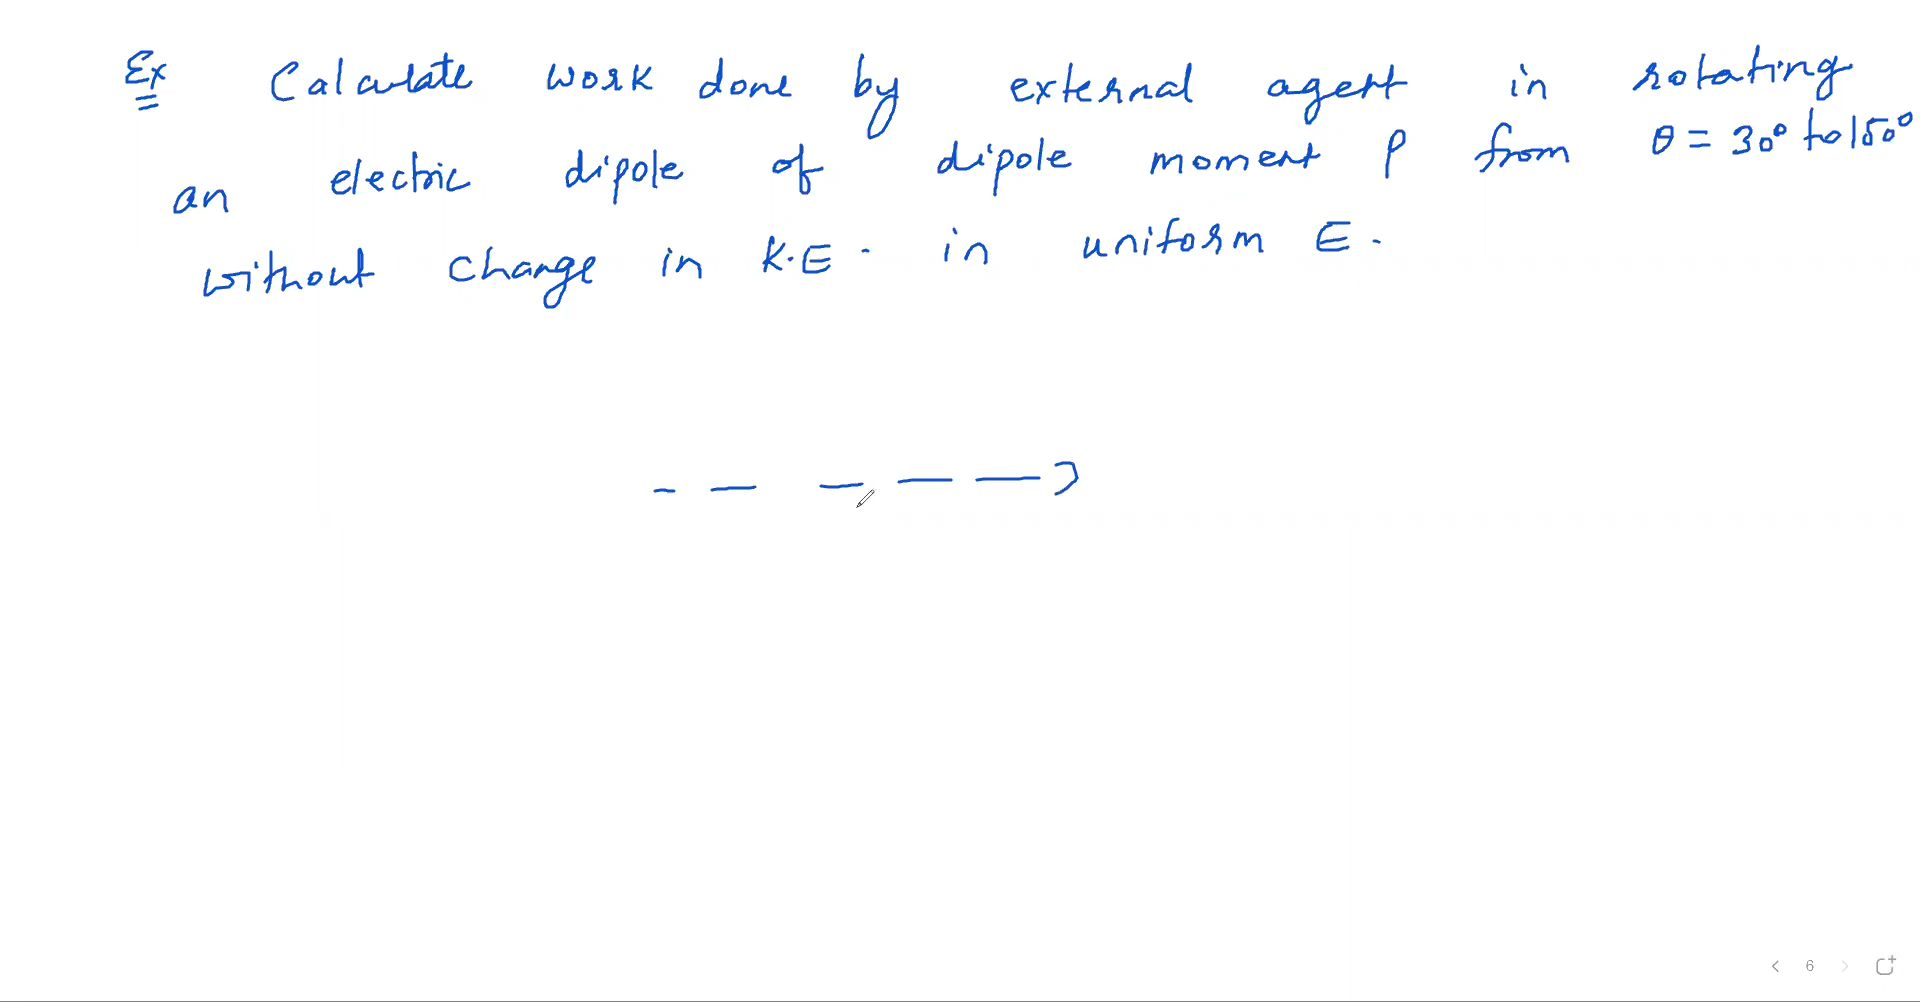 Ex Calculate work done by external agent in rotating
an electric dipole of dipole moment P from θ = 30° to 150°
without change in K.E. in uniform E.
6